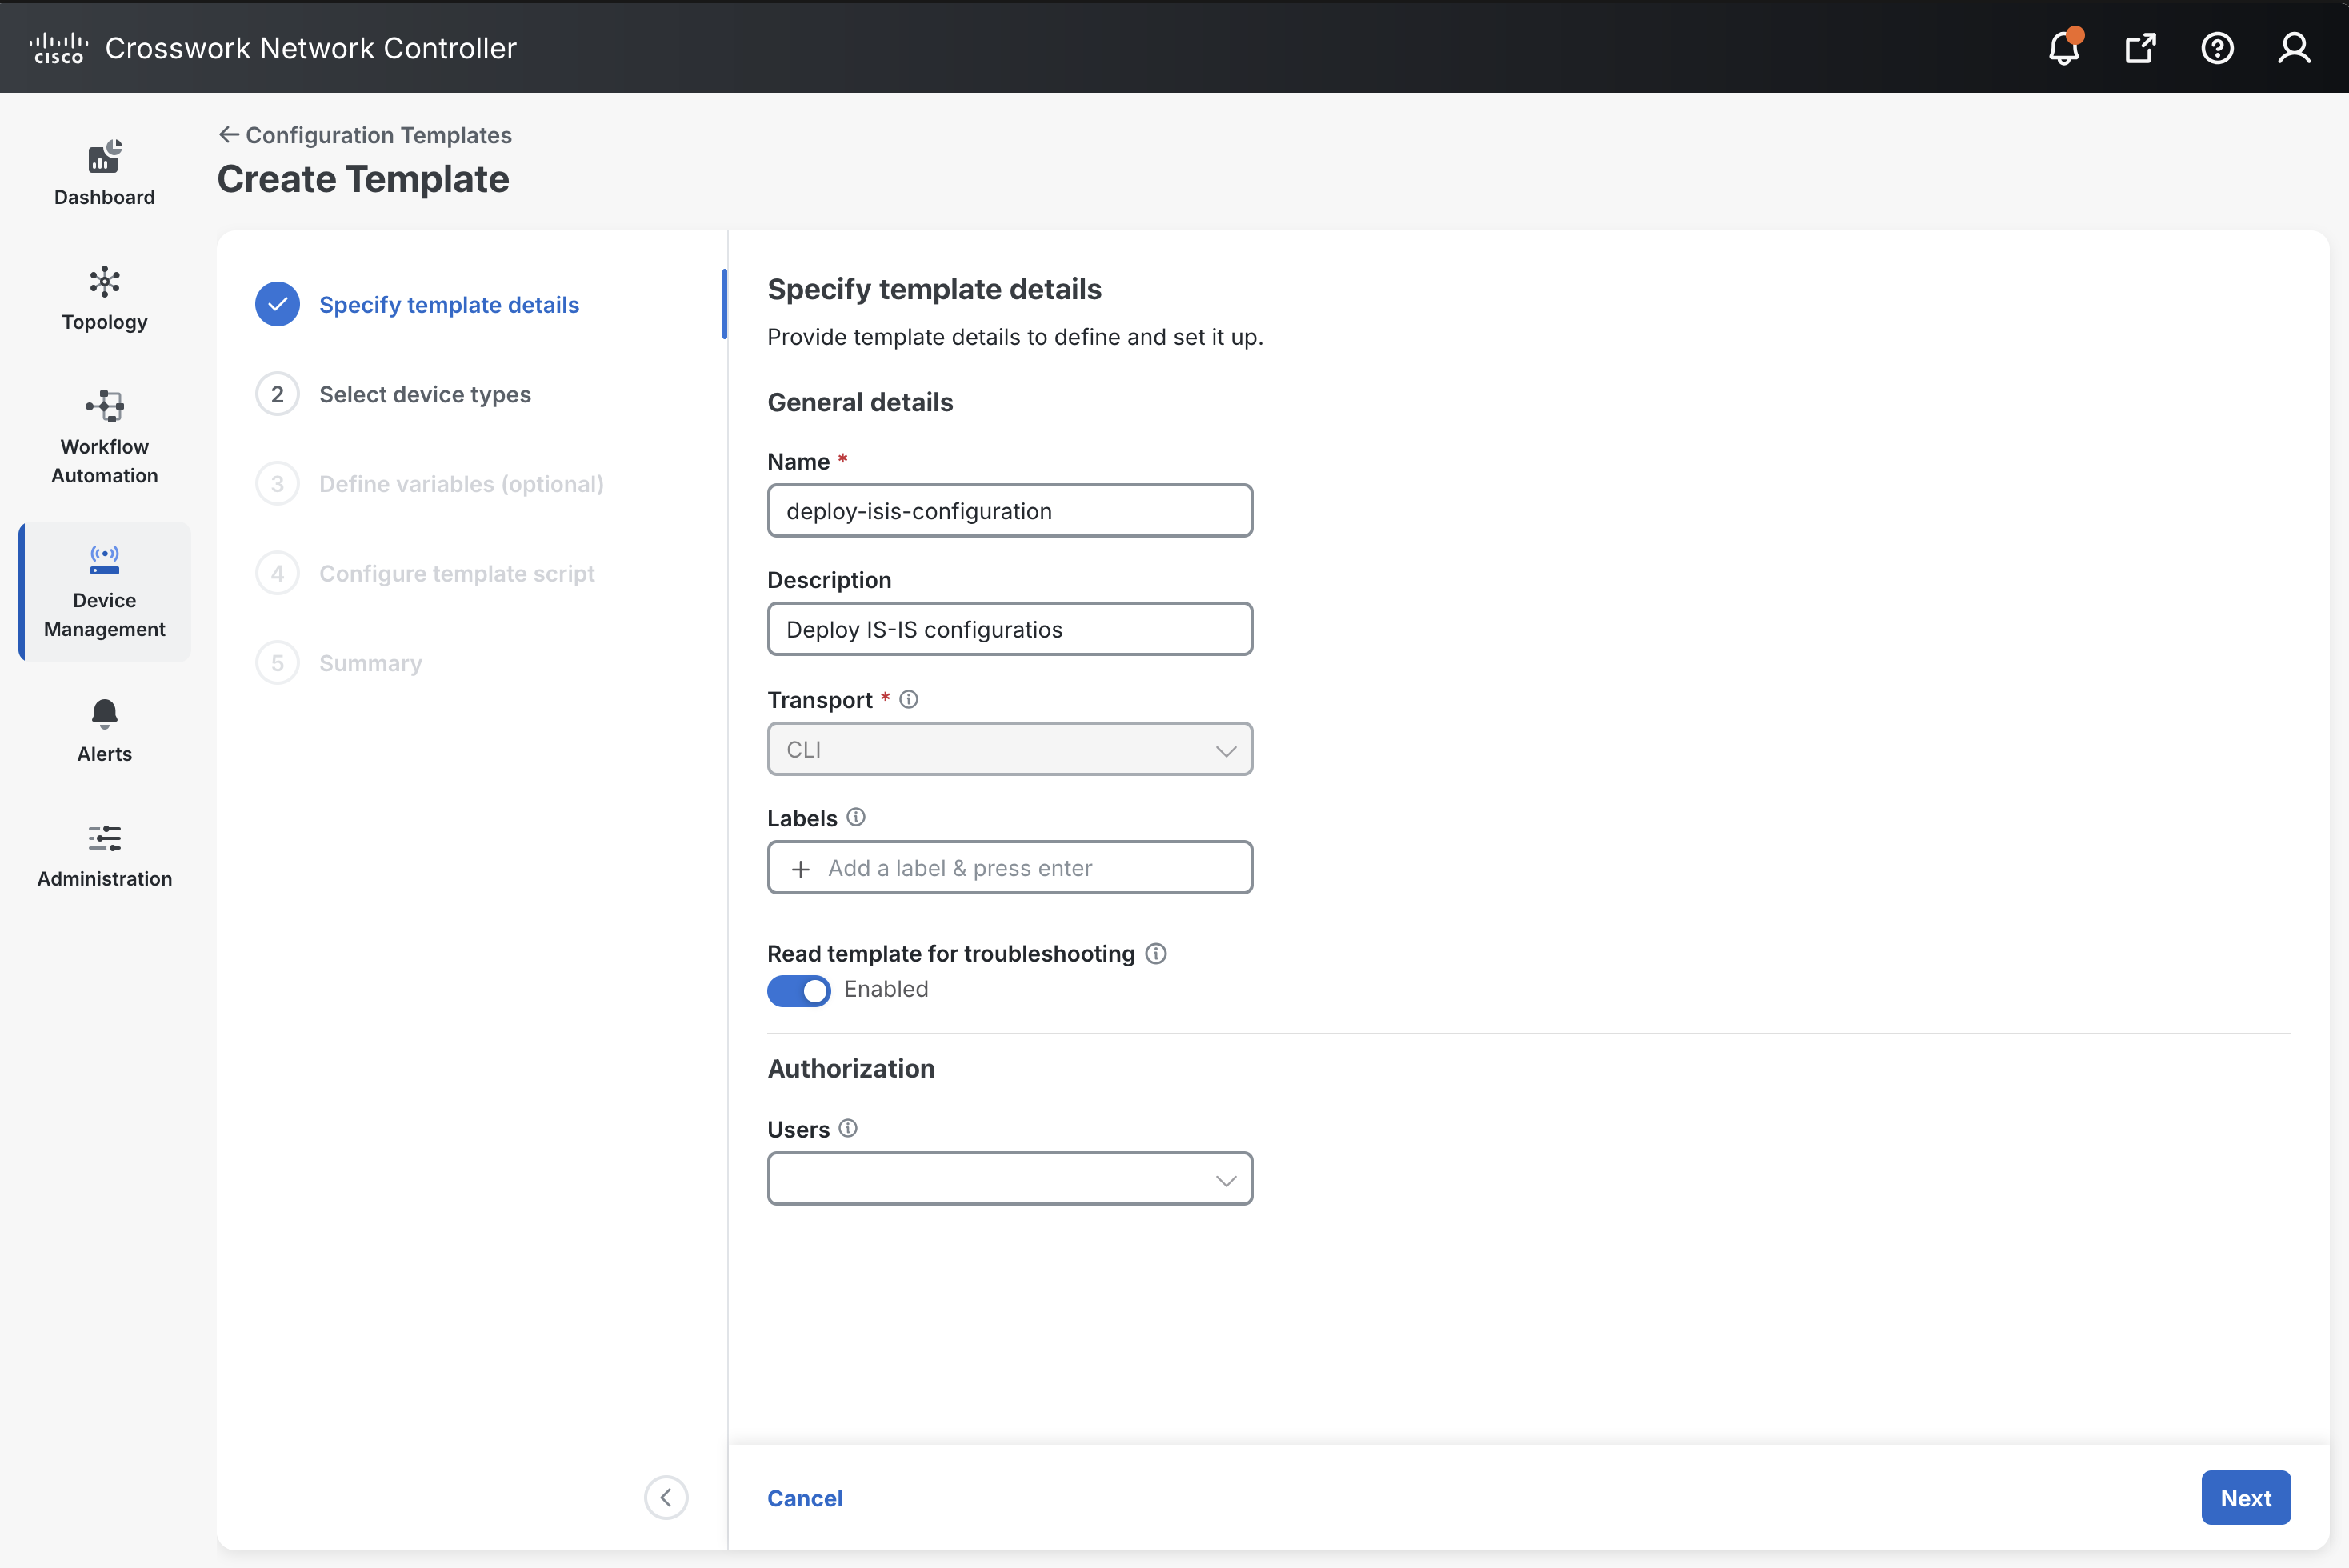 CISCO Crosswork Network Controller
Dashboard
Topology
Workflow
Automation
Device
Management
Alerts
Administration
Configuration Templates
Create Template
Specify template details
2 Select device types
3 Define variables (optional)
4 Configure template script
5 Summary
Specify template details
Provide template details to define and set it up.
General details
Name *
deploy-isis-configuration
Description
Deploy IS-IS configuratios
Transport *
CLI
Labels
+ Add a label & press enter
Read template for troubleshooting
Enabled
Authorization
Users
Cancel
Next